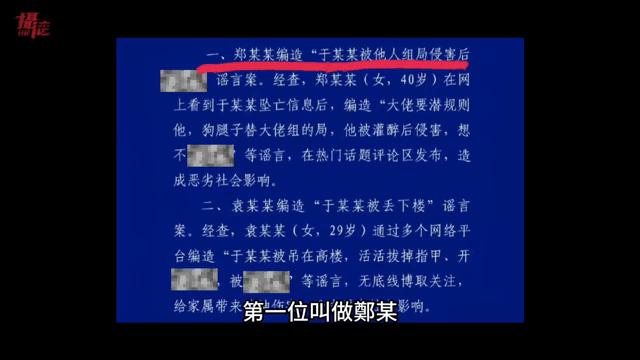 摄座
一、郑某某编造“于某某被他人组局侵害后
谣言案。经查，郑某某（女，40岁）在网
上看到于某某坠亡信息后，编造“大佬要潜规则
他，狗腿子替大佬组的局，他被灌醉后侵害，想
不 ”等谣言，在热门话题评论区发布，造
成恶劣社会影响。
二、袁某某编造“于某某被丢下楼”谣言
案。经查，袁某某（女，29岁）通过多个网络平
台编造“于某某被吊在高楼，活活拔掉指甲、开
，被 ”等谣言，无底线博取关注，
给家属带来 影响。
第一位叫做鄭某